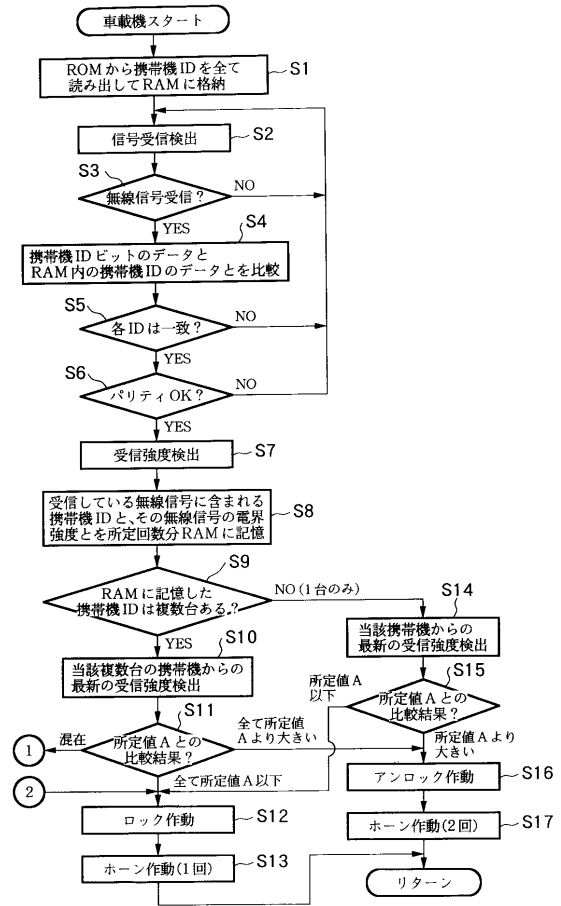 車載機スタート
ROMから携帯機IDを全て
読み出してRAMに格納
S1
信号受信検出
S2
S3
無線信号受信?
NO
YES
S4
携帯機IDビットのデータと
RAM内の携帯機IDのデータとを比較
S5
各IDは一致?
NO
YES
S6
パリティOK?
NO
YES
受信強度検出
S7
受信している無線信号に含まれる
携帯機IDと、その無線信号の電界
強度とを所定回数分RAMに記憶
S8
S9
RAMに記憶した
携帯機IDは複数台ある?
NO(1台のみ)
YES
S10
当該複数台の携帯機からの
最新の受信強度検出
S14
当該携帯機からの
最新の受信強度検出
S15
所定値Aとの
比較結果?
所定値A
以下
所定値Aより
大きい
S11
所定値Aとの
比較結果?
全て所定値
Aより大きい
混在
1
全て所定値A以下
2
ロック作動
S12
ホーン作動(1回)
S13
アンロック作動
S16
ホーン作動(2回)
S17
リターン